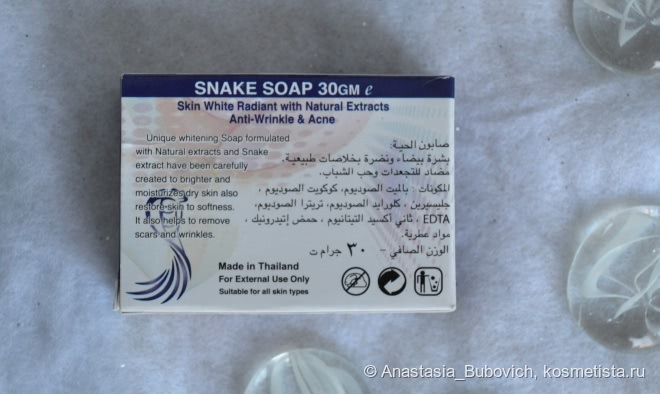 SNAKE SOAP 30GM e
Skin White Radiant with Natural Extracts
Anti-Wrinkle & Acne
Unique whitening Soap formulated
with Natural extracts and Snake
extract have been carefully
created to brighter and
moisturizes dry skin also
restore skin to softness.
It also helps to remove
scars and wrinkles.
صابون الحية:
بشرة بيضاء ونضرة بخلاصات طبيعية.
مضاد للتجعدات وحب الشباب.
المكونات : بالميت الصوديوم، كوكويت الصوديوم ،
جليسيرين ، كلورايد الصوديوم، تريترا الصوديوم،
EDTA ، ثاني أكسيد التيتانيوم ، حمض إتيدرونيك ،
مواد عطرية.
الوزن الصافي – ٣٠ جرام ت
Made in Thailand
For External Use Only
Suitable for all skin types
© Anastasia_Bubovich, kosmetista.ru